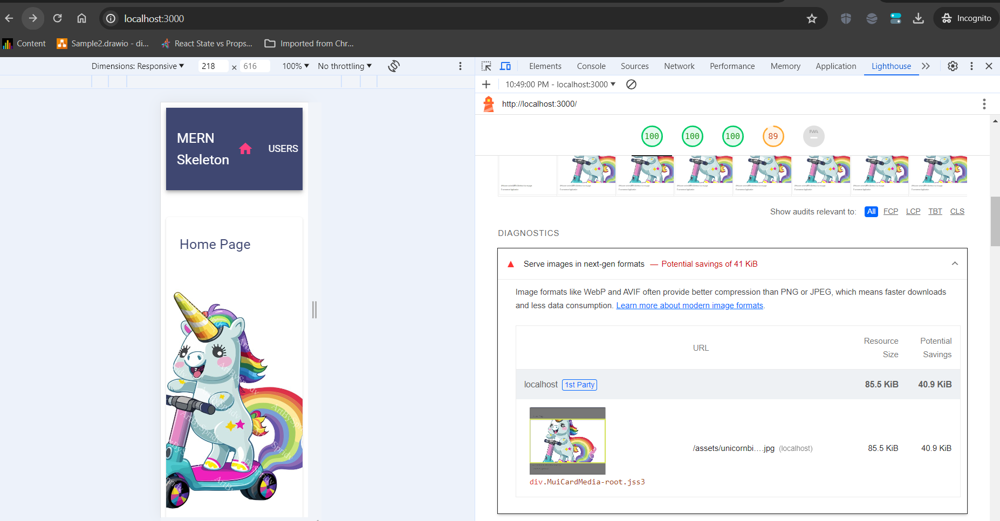 localhost:3000
Incognito
Content
Sample2.drawio - di...
React State vs Props...
Imported from Chr...
Dimensions: Responsive ▼ 218 × 616 100% ▼ No throttling ▼
Elements Console Sources Network Performance Memory Application Lighthouse
10:49:00 PM - localhost:3000 ▼
http://localhost:3000/
100 100 100 89 PWA
MERN
Skeleton
USERS
Home Page
ArtBySpridy
ArtBySpridy
ArtBySpridy
ArtBySpridy
Show audits relevant to: All FCP LCP TBT CLS
DIAGNOSTICS
Serve images in next-gen formats — Potential savings of 41 KiB
Image formats like WebP and AVIF often provide better compression than PNG or JPEG, which means faster downloads
and less data consumption. Learn more about modern image formats.
URL
Resource
Size
Potential
Savings
localhost 1st Party 85.5 KiB 40.9 KiB
/assets/unicornbi….jpg (localhost) 85.5 KiB 40.9 KiB
div.MuiCardMedia-root.jss3